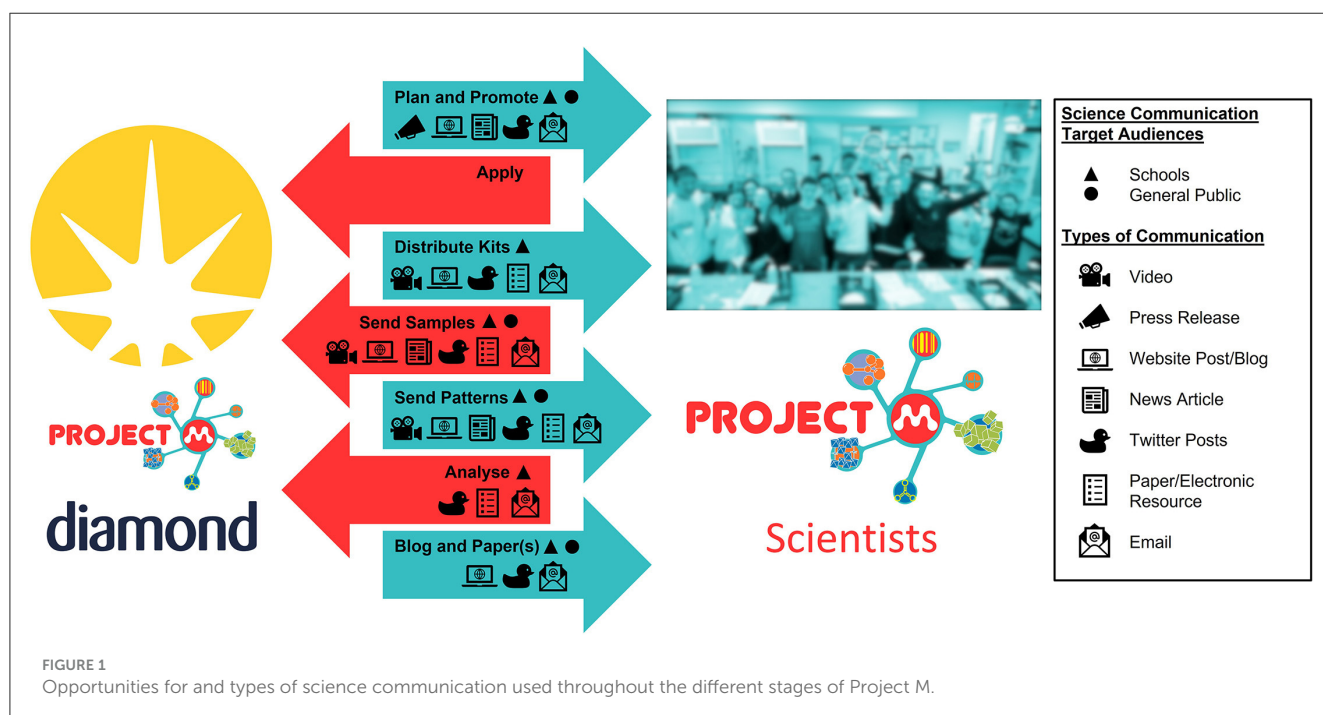 Plan and Promote
Apply
Distribute Kits
Send Samples
Send Patterns
Analyse
Blog and Paper(s)
PROJECT M
diamond
PROJECT M
Scientists
Science Communication
Target Audiences
Schools
General Public
Types of Communication
Video
Press Release
Website Post/Blog
News Article
Twitter Posts
Paper/Electronic
Resource
Email
FIGURE 1
Opportunities for and types of science communication used throughout the different stages of Project M.